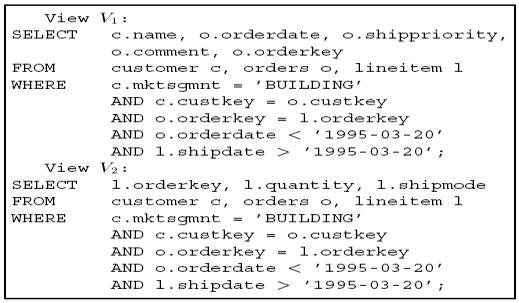 View V₁:
SELECT c.name, o.orderdate, o.shippriority,
o.comment, o.orderkey
FROM customer c, orders o, lineitem l
WHERE c.mktsgmnt = 'BUILDING'
AND c.custkey = o.custkey
AND o.orderkey = l.orderkey
AND o.orderdate < '1995-03-20'
AND l.shipdate > '1995-03-20';
View V₂:
SELECT l.orderkey, l.quantity, l.shipmode
FROM customer c, orders o, lineitem l
WHERE c.mktsgmnt = 'BUILDING'
AND c.custkey = o.custkey
AND o.orderkey = l.orderkey
AND o.orderdate < '1995-03-20'
AND l.shipdate > '1995-03-20';